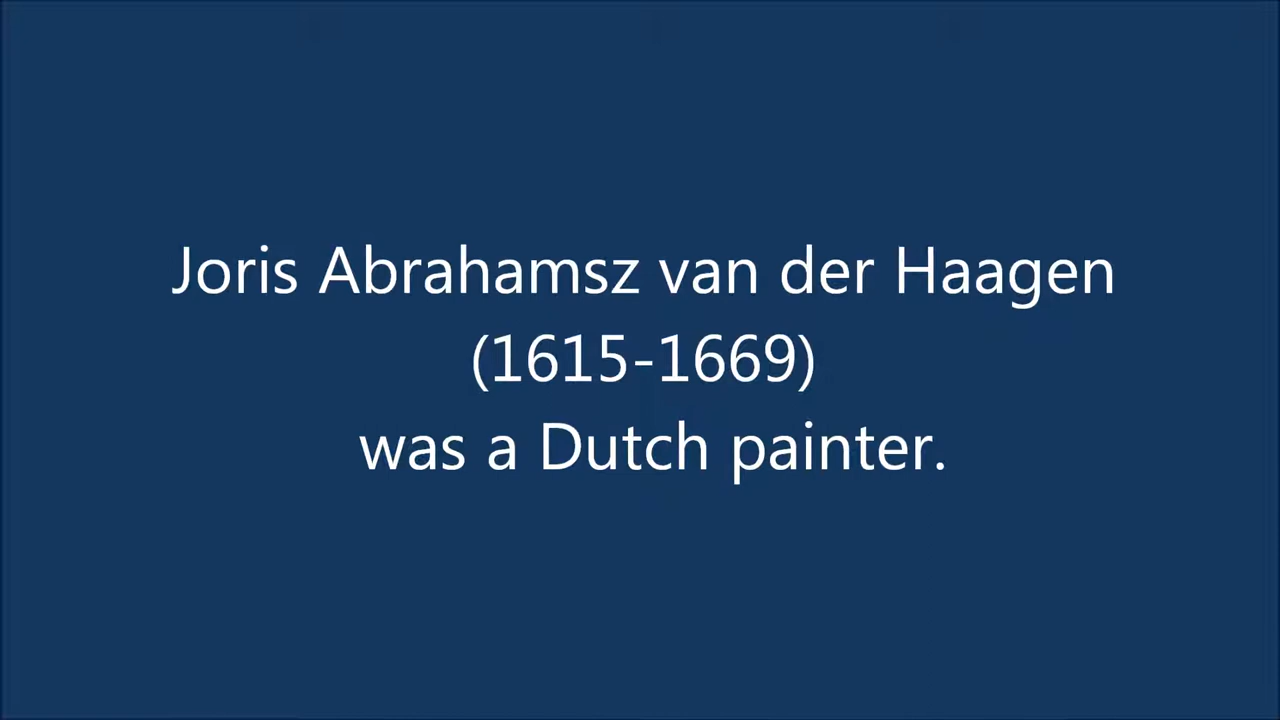 Joris Abrahamsz van der Haagen
(1615-1669)
was a Dutch painter.